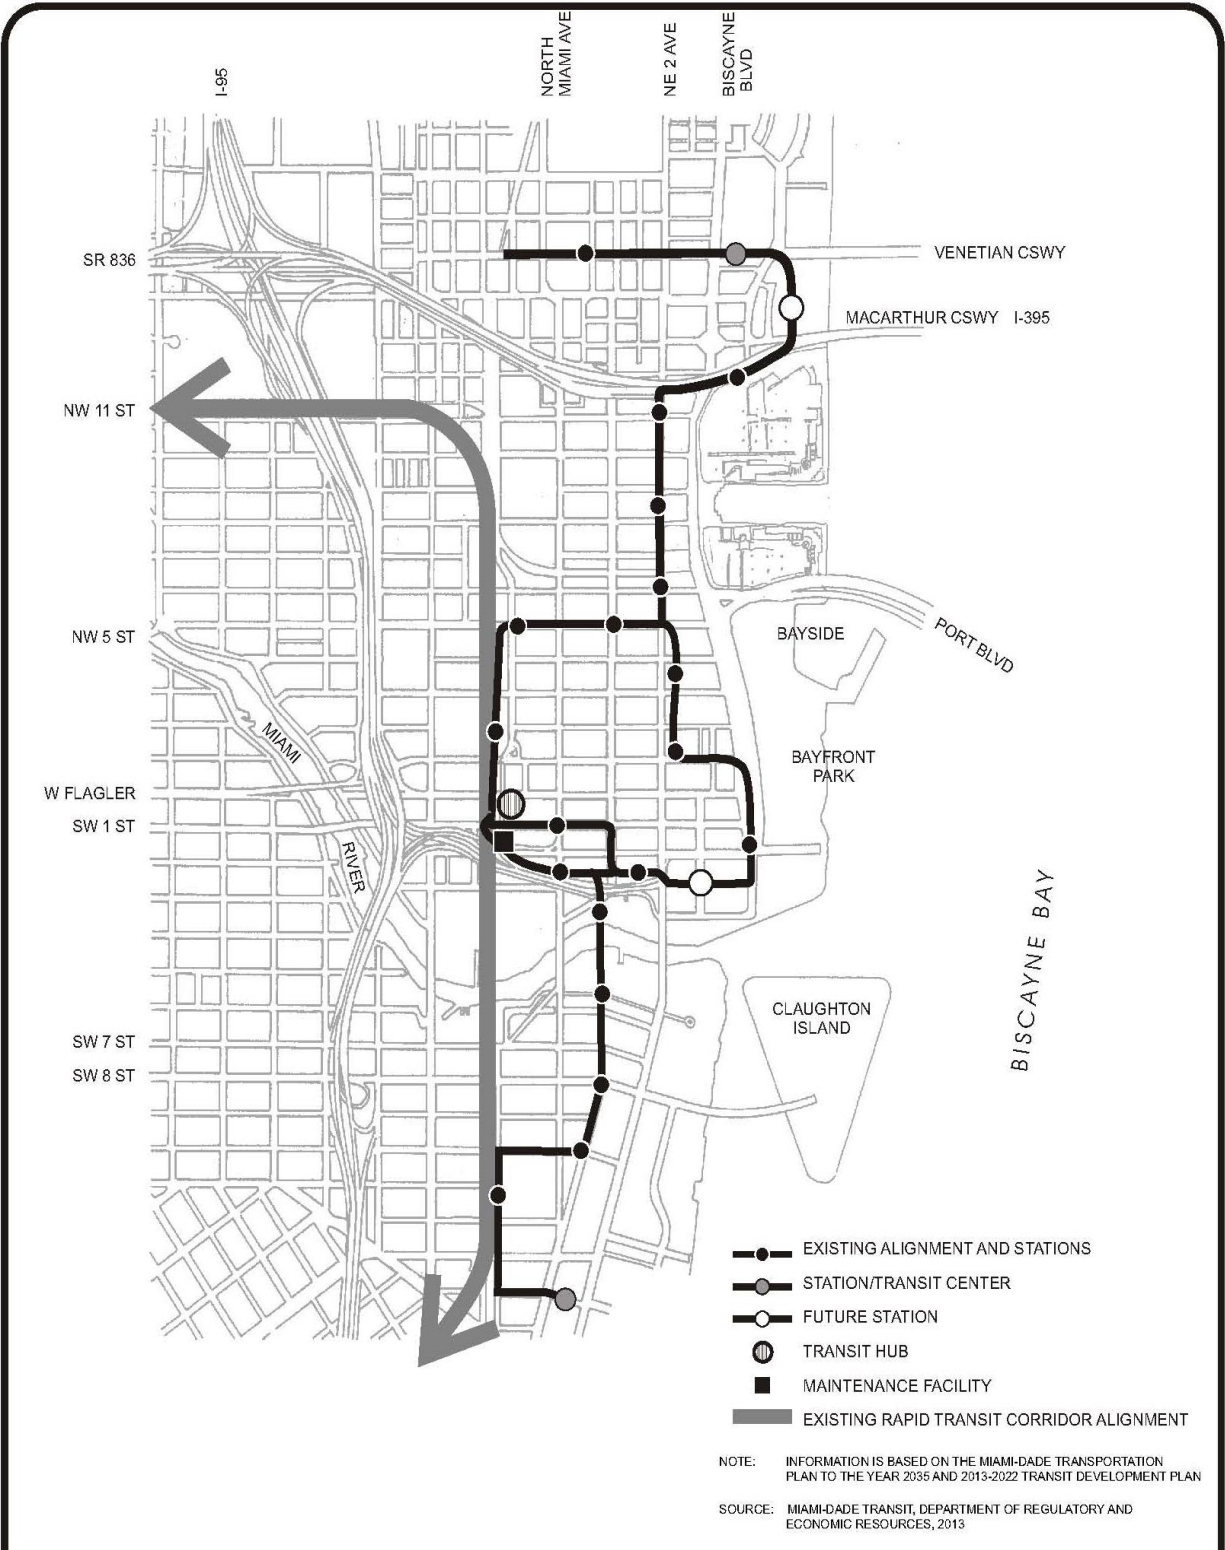 I-95
NORTH
MIAMI AVE
NE 2 AVE
BISCAYNE
BLVD
SR 836
VENETIAN CSWY
MACARTHUR CSWY I-395
NW 11 ST
NW 5 ST
BAYSIDE
PORT BLVD
MIAMI
BAYFRONT
PARK
W FLAGLER
SW 1 ST
RIVER
BISCAYNE BAY
CLAUGHTON
ISLAND
SW 7 ST
SW 8 ST
EXISTING ALIGNMENT AND STATIONS
STATION/TRANSIT CENTER
FUTURE STATION
TRANSIT HUB
MAINTENANCE FACILITY
EXISTING RAPID TRANSIT CORRIDOR ALIGNMENT
NOTE: INFORMATION IS BASED ON THE MIAMI-DADE TRANSPORTATION
PLAN TO THE YEAR 2035 AND 2013-2022 TRANSIT DEVELOPMENT PLAN
SOURCE: MIAMI-DADE TRANSIT, DEPARTMENT OF REGULATORY AND
ECONOMIC RESOURCES, 2013